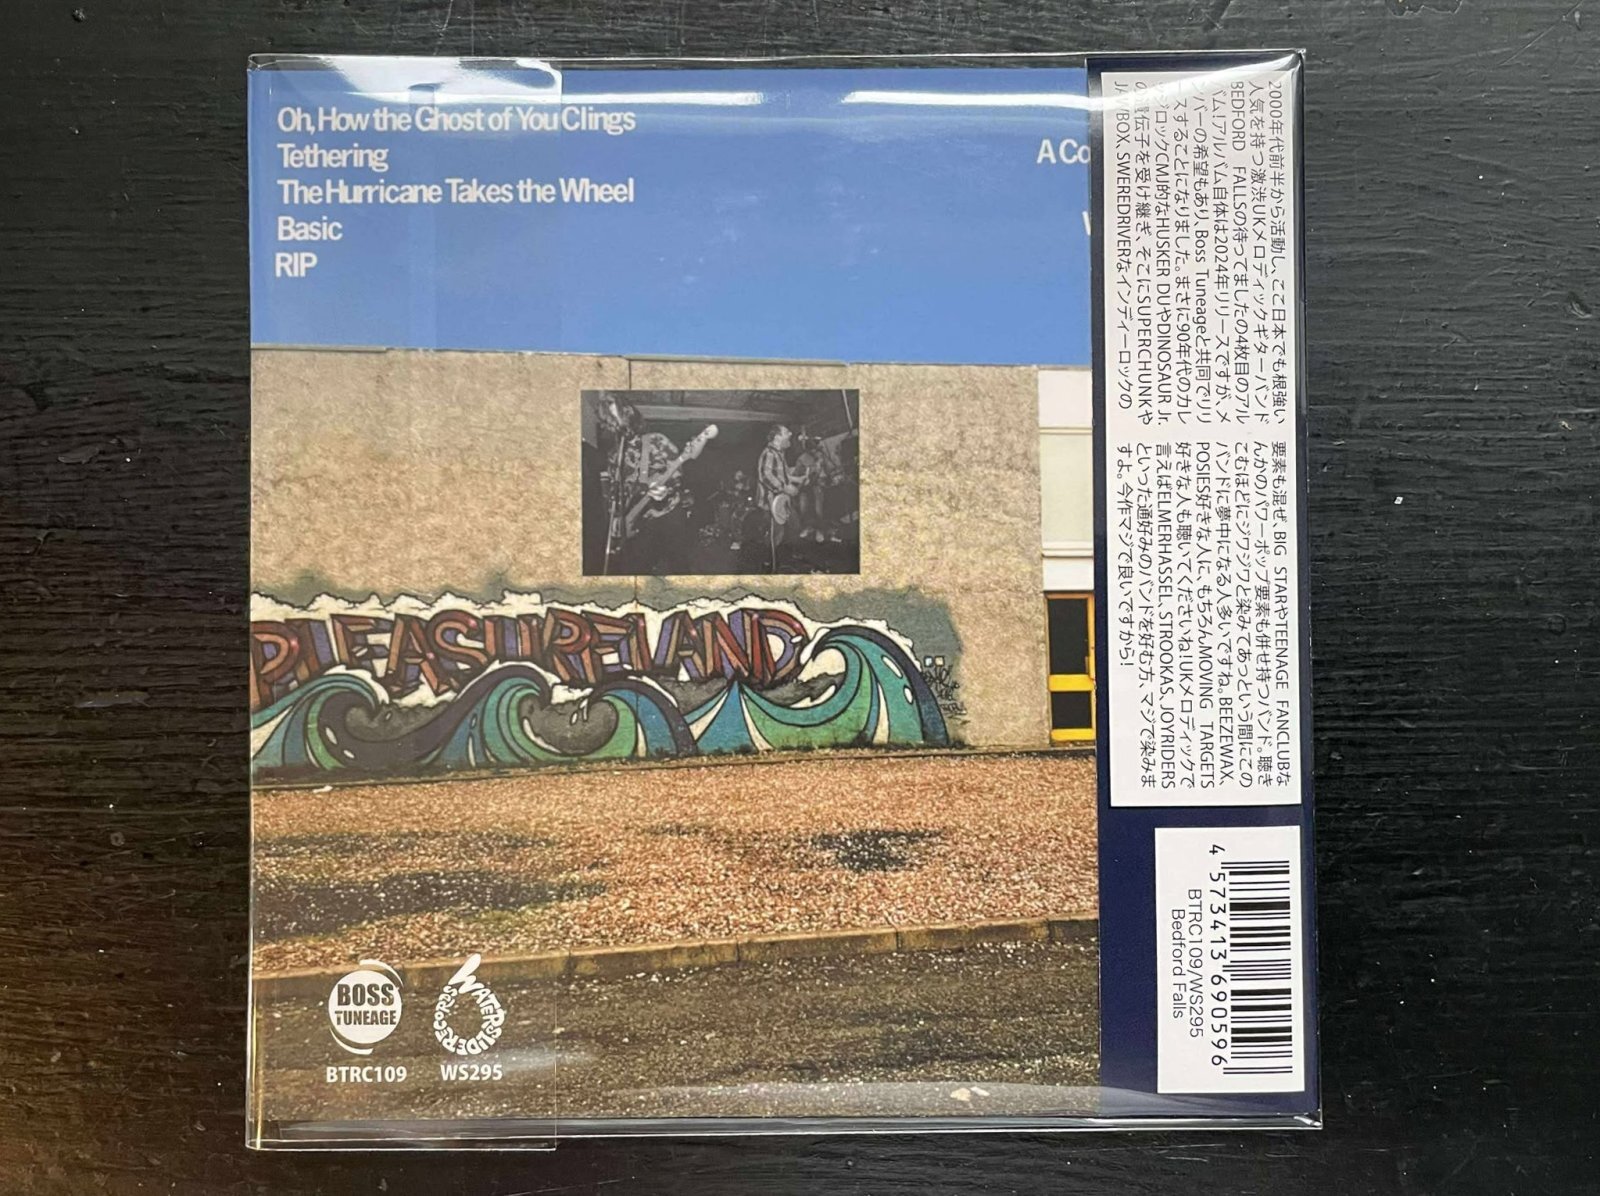 Oh, How the Ghost of You Clings
Tethering
The Hurricane Takes the Wheel
Basic
RIP
A Co
PLEASURELAND
BOSS
TUNEAGE
BTRC109
WATERSLIDE RECORDS
WS295
2000年代前半から活動し、ここ日本でも根強い
人気を持つ激渋UKメロディックギターバンド
BEDFORD FALLSの待ってましたの4枚目のアル
バム!アルバム自体は2024年リリースですが、メ
ンバーの希望もあり、Boss Tuneageと共同でリリ
ースすることになりました。まさに90年代のカレ
ッジロックCMJ的なHUSKER DUやDINOSAUR Jr.
の遺伝子を受け継ぎ、そこにSUPERCHUNKや
JAWBOX、SWEREDRIVERなインディーロックの
要素も混ぜ、BIG STARやTEENAGE FANCLUBな
んかのパワーポップ要素も併せ持つバンド。聴き
こむほどにジワジワと染みてあっという間にこの
バンドに夢中になる人多いですね。BEEZEWAX、
POSIES好きな人に、もちろんMOVING TARGETS
好きな人も聴いてくださいね!UKメロディックで
言えばELMERHASSEL、STROOKAS、JOYRIDERS
といった通好みのバンドを好む方、マジで染みま
すよ。今作マジで良いですから!
4 573413 690596
BTRC109/WS295
Bedford Falls